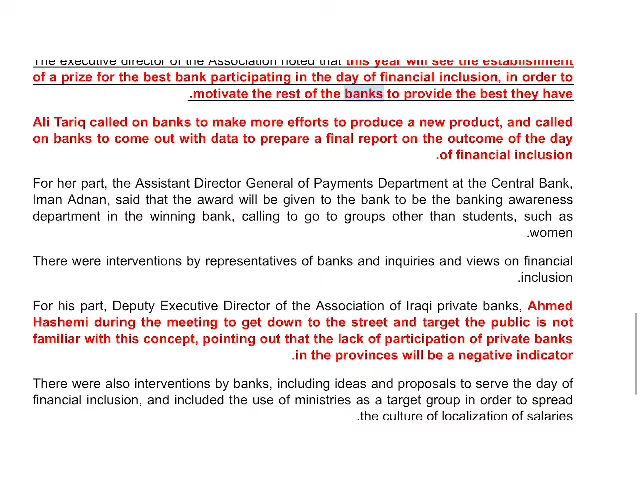 The executive director of the Association noted that this year will see the establishment
of a prize for the best bank participating in the day of financial inclusion, in order to
.motivate the rest of the banks to provide the best they have
Ali Tariq called on banks to make more efforts to produce a new product, and called
on banks to come out with data to prepare a final report on the outcome of the day
.of financial inclusion
For her part, the Assistant Director General of Payments Department at the Central Bank,
Iman Adnan, said that the award will be given to the bank to be the banking awareness
department in the winning bank, calling to go to groups other than students, such as
.women
There were interventions by representatives of banks and inquiries and views on financial
.inclusion
For his part, Deputy Executive Director of the Association of Iraqi private banks, Ahmed
Hashemi during the meeting to get down to the street and target the public is not
familiar with this concept, pointing out that the lack of participation of private banks
.in the provinces will be a negative indicator
There were also interventions by banks, including ideas and proposals to serve the day of
financial inclusion, and included the use of ministries as a target group in order to spread
.the culture of localization of salaries